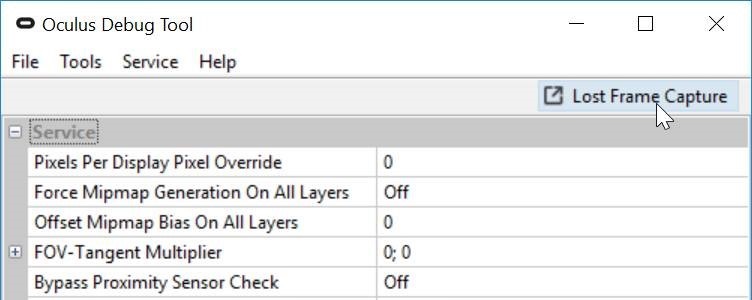 Oculus Debug Tool
File Tools Service Help
Lost Frame Capture
Service
Pixels Per Display Pixel Override 0
Force Mipmap Generation On All Layers Off
Offset Mipmap Bias On All Layers 0
FOV-Tangent Multiplier 0; 0
Bypass Proximity Sensor Check Off